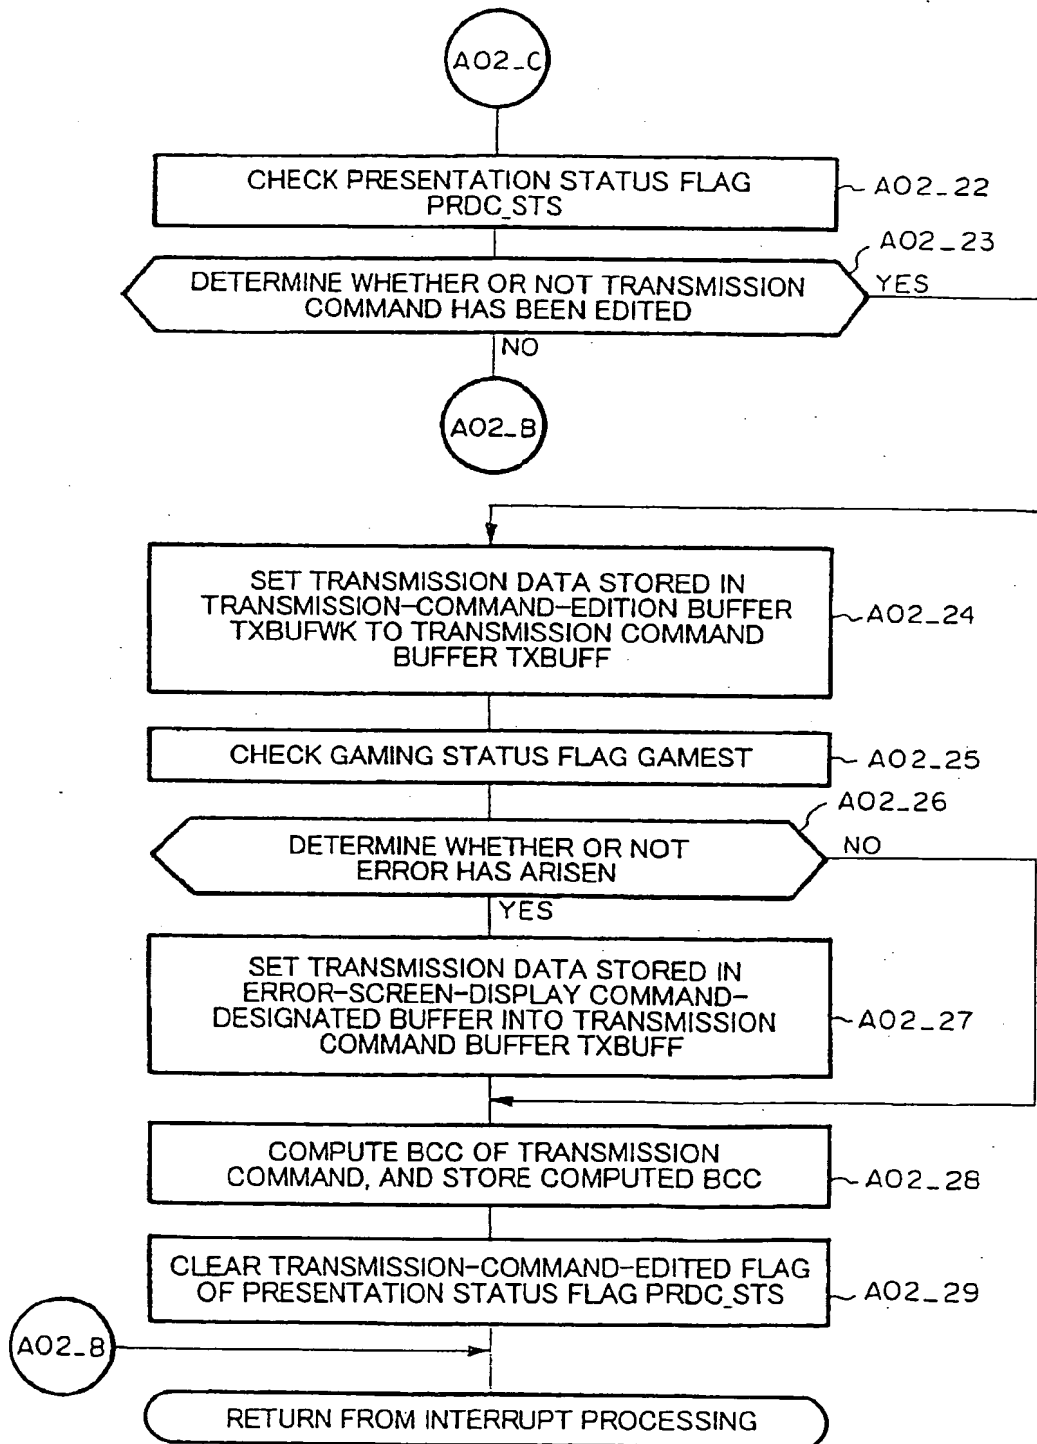 A02_C
CHECK PRESENTATION STATUS FLAG
PRDC_STS
A02_22
A02_23
DETERMINE WHETHER OR NOT TRANSMISSION
COMMAND HAS BEEN EDITED
YES
NO
A02_B
SET TRANSMISSION DATA STORED IN
TRANSMISSION-COMMAND-EDITION BUFFER
TXBUFWK TO TRANSMISSION COMMAND
BUFFER TXBUFF
A02_24
CHECK GAMING STATUS FLAG GAMEST
A02_25
A02_26
DETERMINE WHETHER OR NOT
ERROR HAS ARISEN
NO
YES
SET TRANSMISSION DATA STORED IN
ERROR-SCREEN-DISPLAY COMMAND-
DESIGNATED BUFFER INTO TRANSMISSION
COMMAND BUFFER TXBUFF
A02_27
COMPUTE BCC OF TRANSMISSION
COMMAND, AND STORE COMPUTED BCC
A02_28
CLEAR TRANSMISSION-COMMAND-EDITED FLAG
OF PRESENTATION STATUS FLAG PRDC_STS
A02_29
A02_B
RETURN FROM INTERRUPT PROCESSING